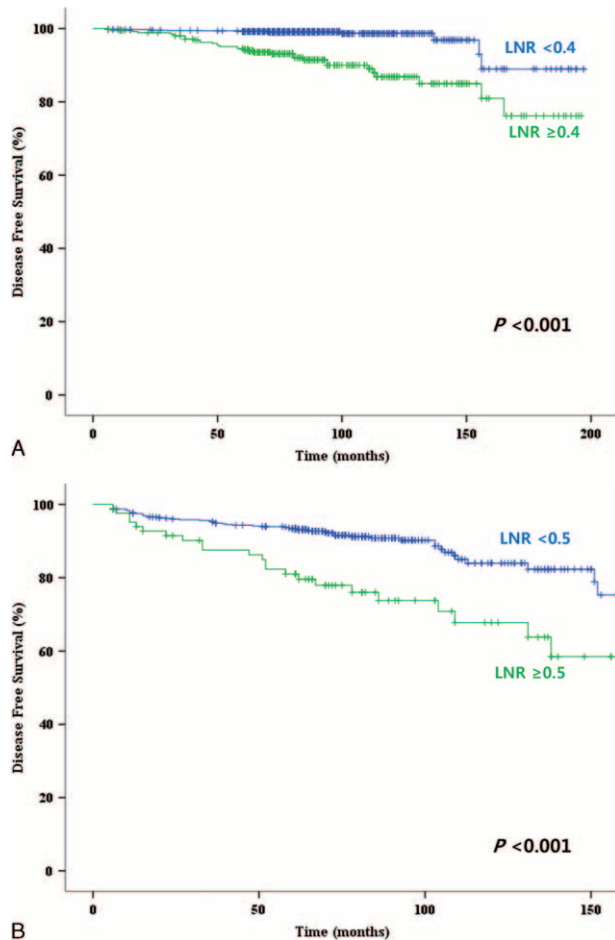 100
80
60
40
20
0
Disease Free Survival (%)
LNR <0.4
LNR ≥0.4
P <0.001
0 50 100 150 200
Time (months)
A
100
80
60
40
20
0
Disease Free Survival (%)
LNR <0.5
LNR ≥0.5
P <0.001
0 50 100 150
Time (months)
B